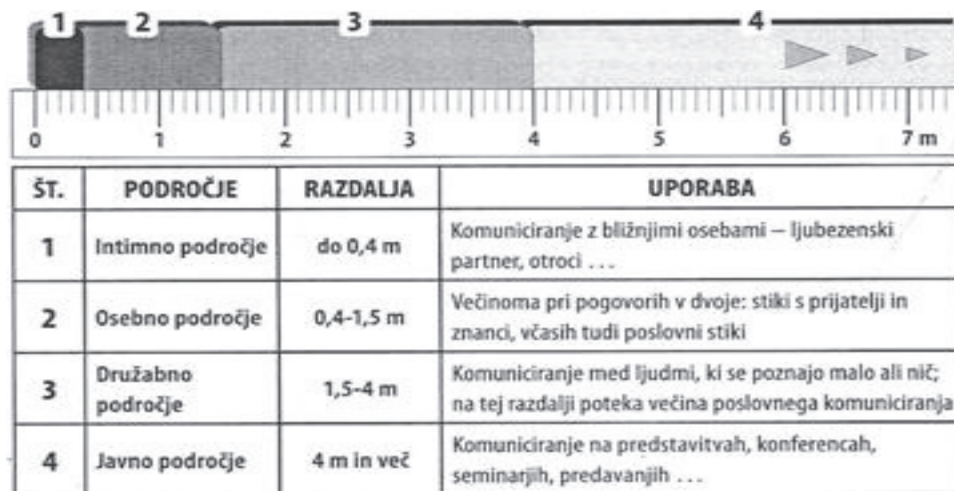 1 2 3 4
0 1 2 3 4 5 6 7 m
ŠT. PODROČJE RAZDALJA UPORABA
1 Intimno področje do 0,4 m Komuniciranje z bližnjimi osebami – ljubezenski
partner, otroci ...
2 Osebno področje 0,4-1,5 m Večinoma pri pogovorih v dvoje: stiki s prijatelji in
znanci, včasih tudi poslovni stiki
3 Družabno
področje 1,5-4 m Komuniciranje med ljudmi, ki se poznajo malo ali nič;
na tej razdalji poteka večina poslovnega komuniciranja
4 Javno področje 4 m in več Komuniciranje na predstavitvah, konferencah,
seminarjih, predavanjih ...